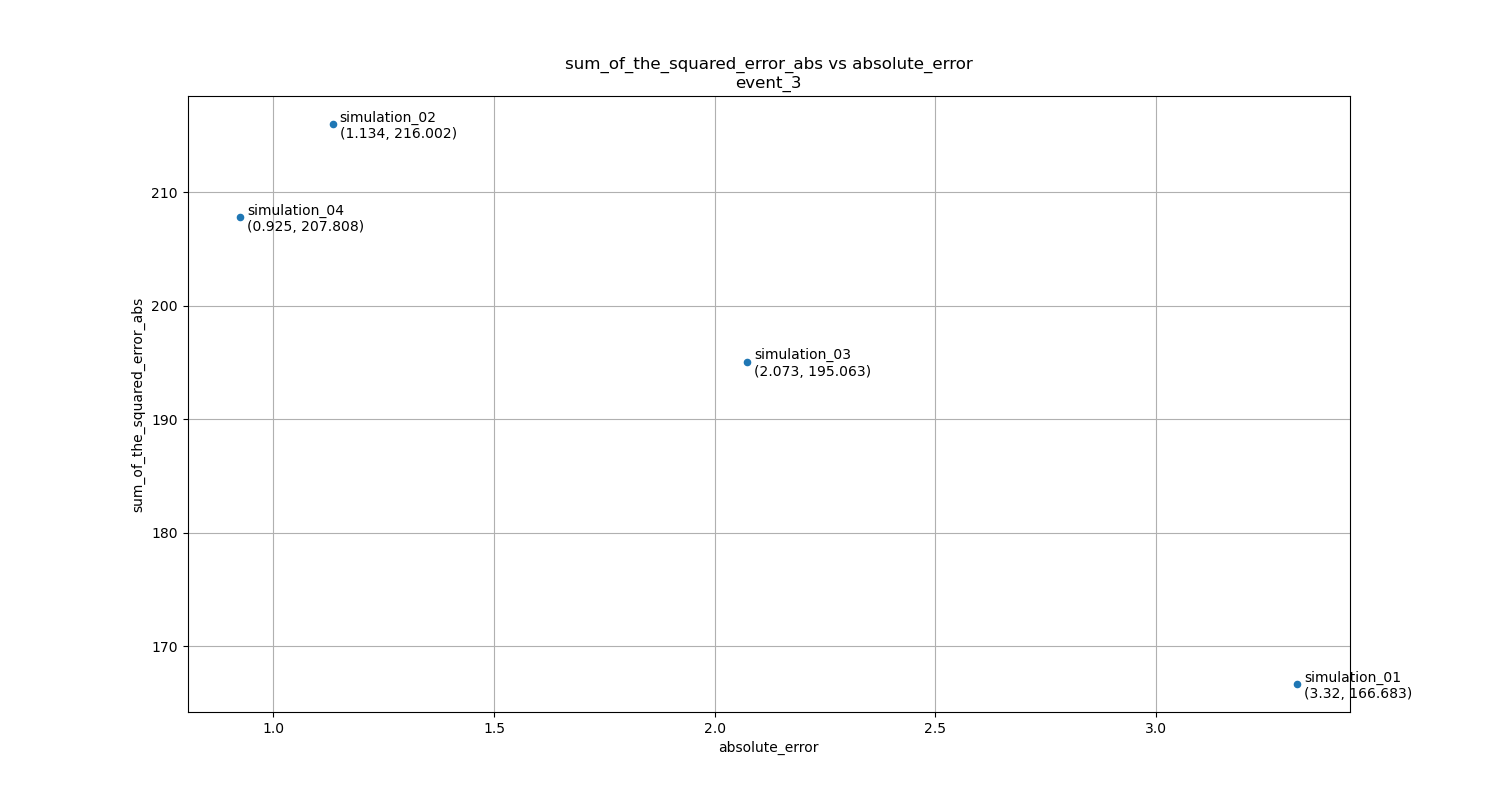 sum_of_the_squared_error_abs vs absolute_error
event_3
simulation_02
(1.134, 216.002)
210
simulation_04
(0.925, 207.808)
200
simulation_03
(2.073, 195.063)
190
sum_of_the_squared_error_abs
180
170
simulation_01
(3.32, 166.683)
1.0 1.5 2.0 2.5 3.0
absolute_error